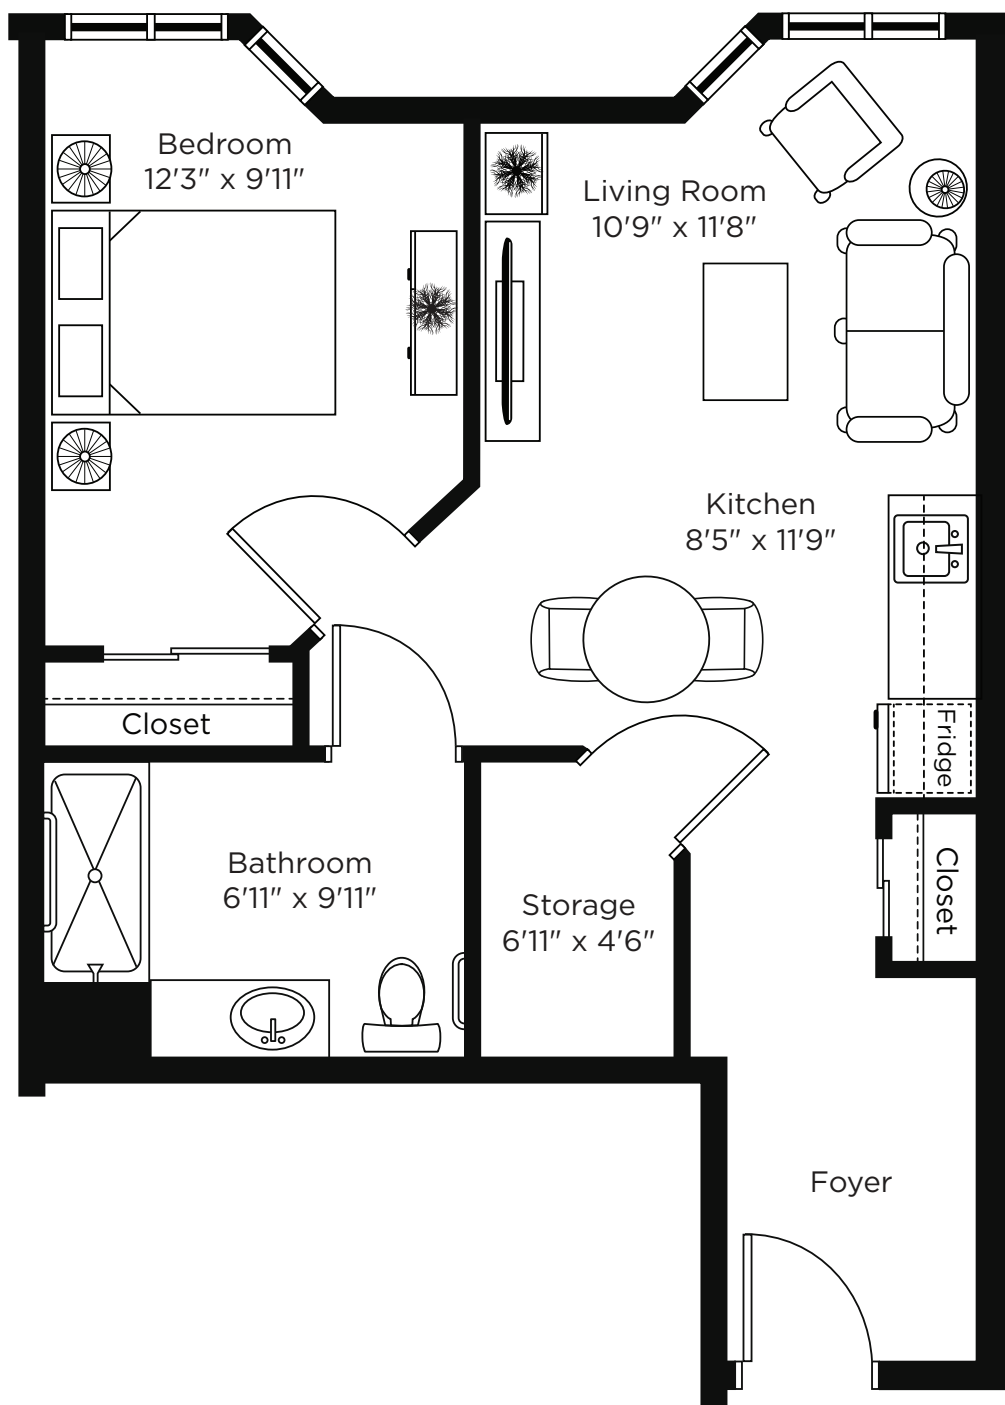 Bedroom
12'3" x 9'11"
Living Room
10'9" x 11'8"
Kitchen
8'5" x 11'9"
Closet
Fridge
Bathroom
6'11" x 9'11"
Storage
6'11" x 4'6"
Closet
Foyer